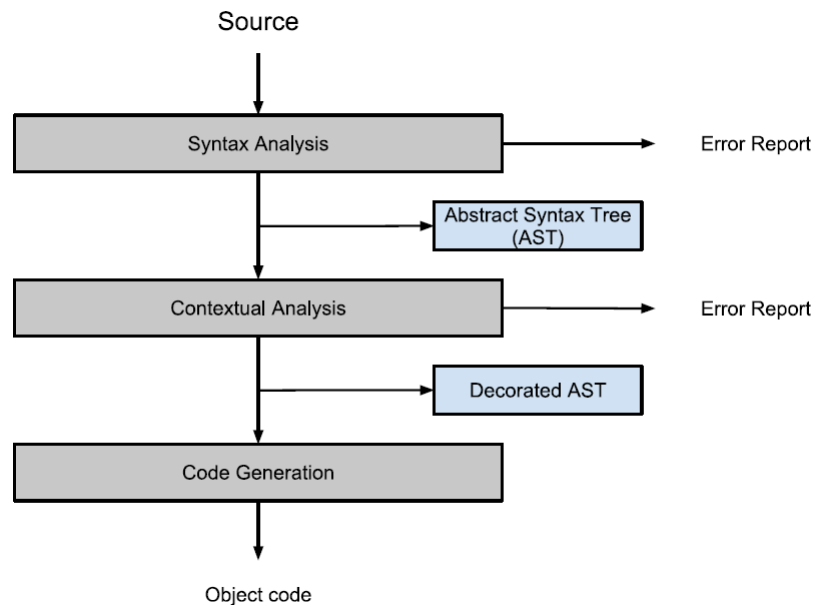 Source
Syntax Analysis
Error Report
Abstract Syntax Tree
(AST)
Contextual Analysis
Error Report
Decorated AST
Code Generation
Object code